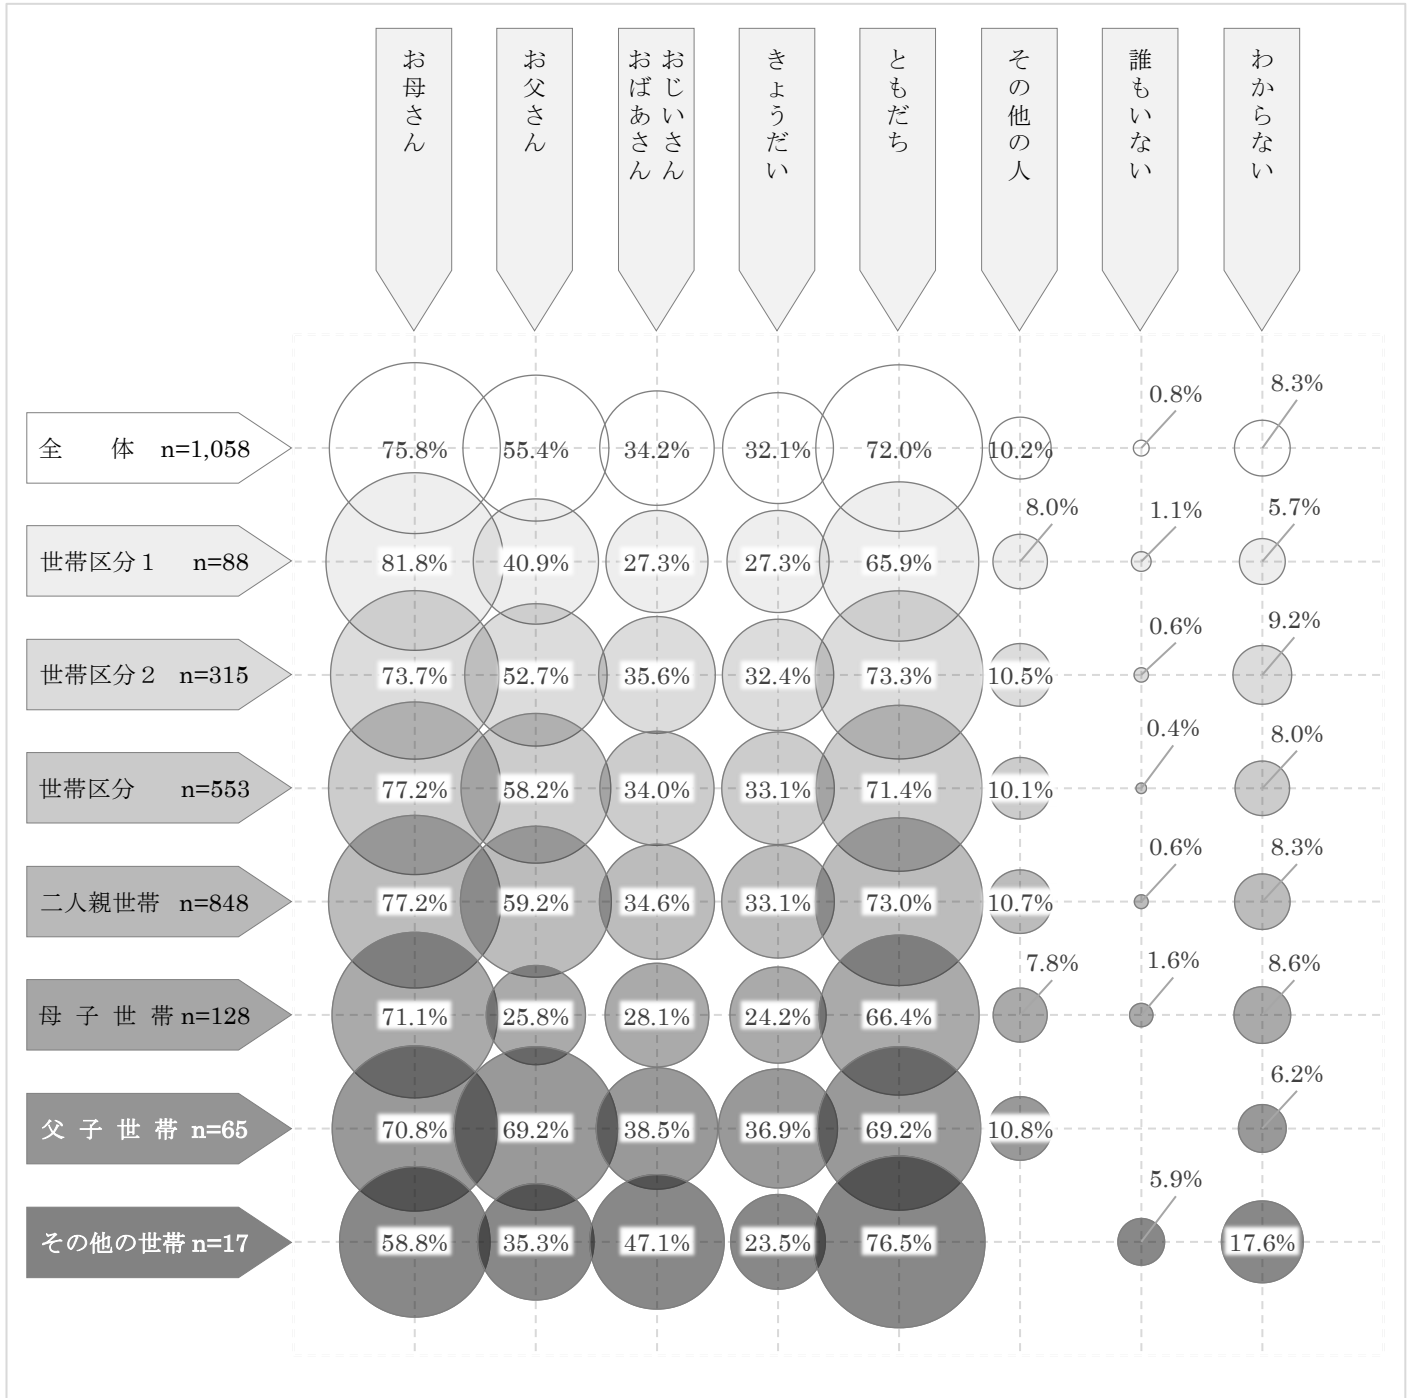 お母さん
お父さん
おじいさん
おばあさん
きょうだい
ともだち
その他の人
誰もいない
わからない
全　体 n=1,058
75.8% 55.4% 34.2% 32.1% 72.0% 10.2% 0.8% 8.3%
世帯区分１ n=88
81.8% 40.9% 27.3% 27.3% 65.9% 8.0% 1.1% 5.7%
世帯区分２ n=315
73.7% 52.7% 35.6% 32.4% 73.3% 10.5% 0.6% 9.2%
世帯区分 n=553
77.2% 58.2% 34.0% 33.1% 71.4% 10.1% 0.4% 8.0%
二人親世帯 n=848
77.2% 59.2% 34.6% 33.1% 73.0% 10.7% 0.6% 8.3%
母 子 世 帯 n=128
71.1% 25.8% 28.1% 24.2% 66.4% 7.8% 1.6% 8.6%
父 子 世 帯 n=65
70.8% 69.2% 38.5% 36.9% 69.2% 10.8% 6.2%
その他の世帯 n=17
58.8% 35.3% 47.1% 23.5% 76.5% 5.9% 17.6%